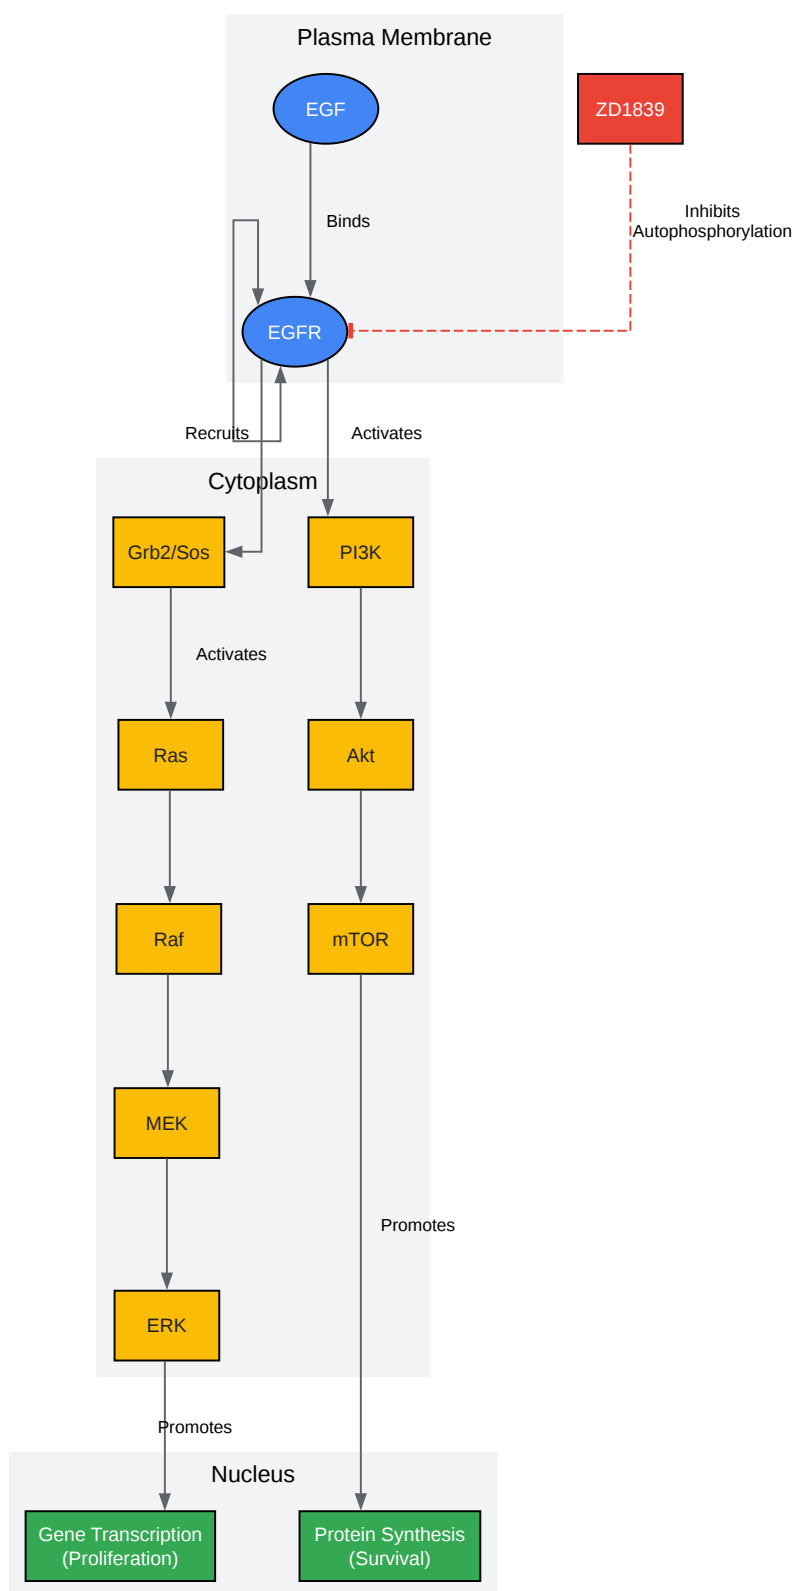 Plasma Membrane
EGF
ZD1839
Inhibits
Autophosphorylation
Binds
EGFR
Recruits
Activates
Cytoplasm
Grb2/Sos
PI3K
Activates
Ras
Akt
Raf
mTOR
MEK
Promotes
ERK
Promotes
Nucleus
Gene Transcription
(Proliferation)
Protein Synthesis
(Survival)